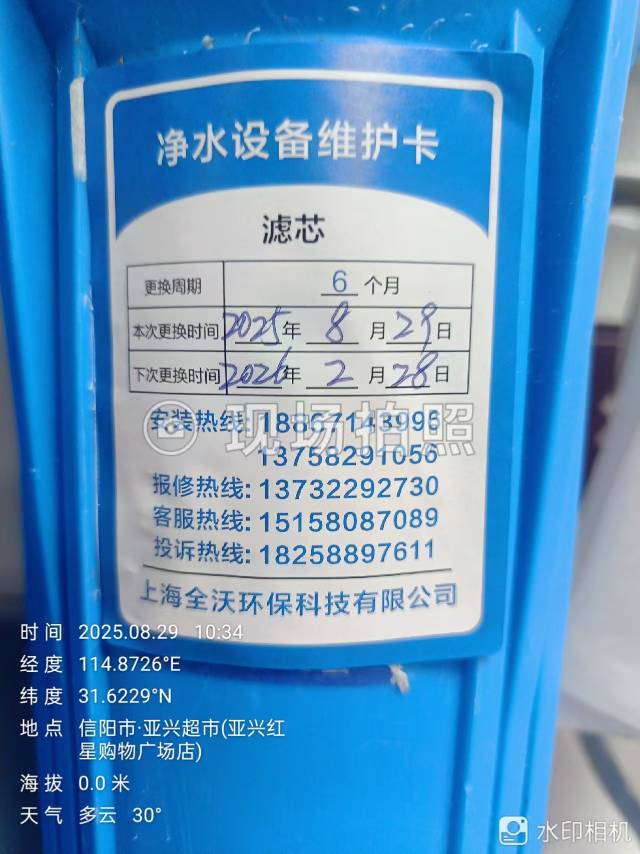 净水设备维护卡
滤芯
更换周期 6 个月
本次更换时间 2025 年 8 月 29 日
下次更换时间 2026 年 2 月 28 日
安装热线: 18867143996
13758291056
现场拍照
报修热线: 13732292730
客服热线: 15158087089
投诉热线: 18258897611
上海全沃环保科技有限公司
时 间 2025.08.29 10:34
经 度 114.8726°E
纬 度 31.6229°N
地 点 信阳市·亚兴超市(亚兴红
星购物广场店)
海 拔 0.0 米
天 气 多云 30°
水印相机